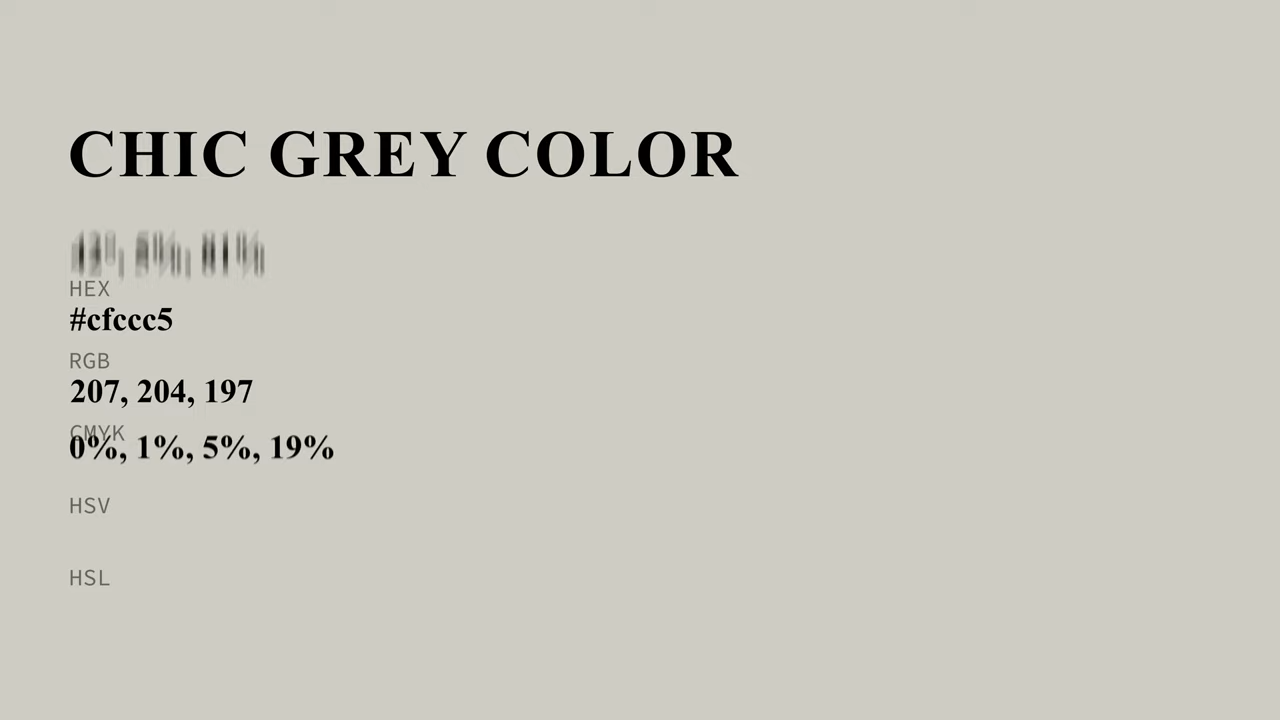 CHIC GREY COLOR
HEX
#cfccc5
RGB
207, 204, 197
CMYK
0%, 1%, 5%, 19%
HSV
HSL